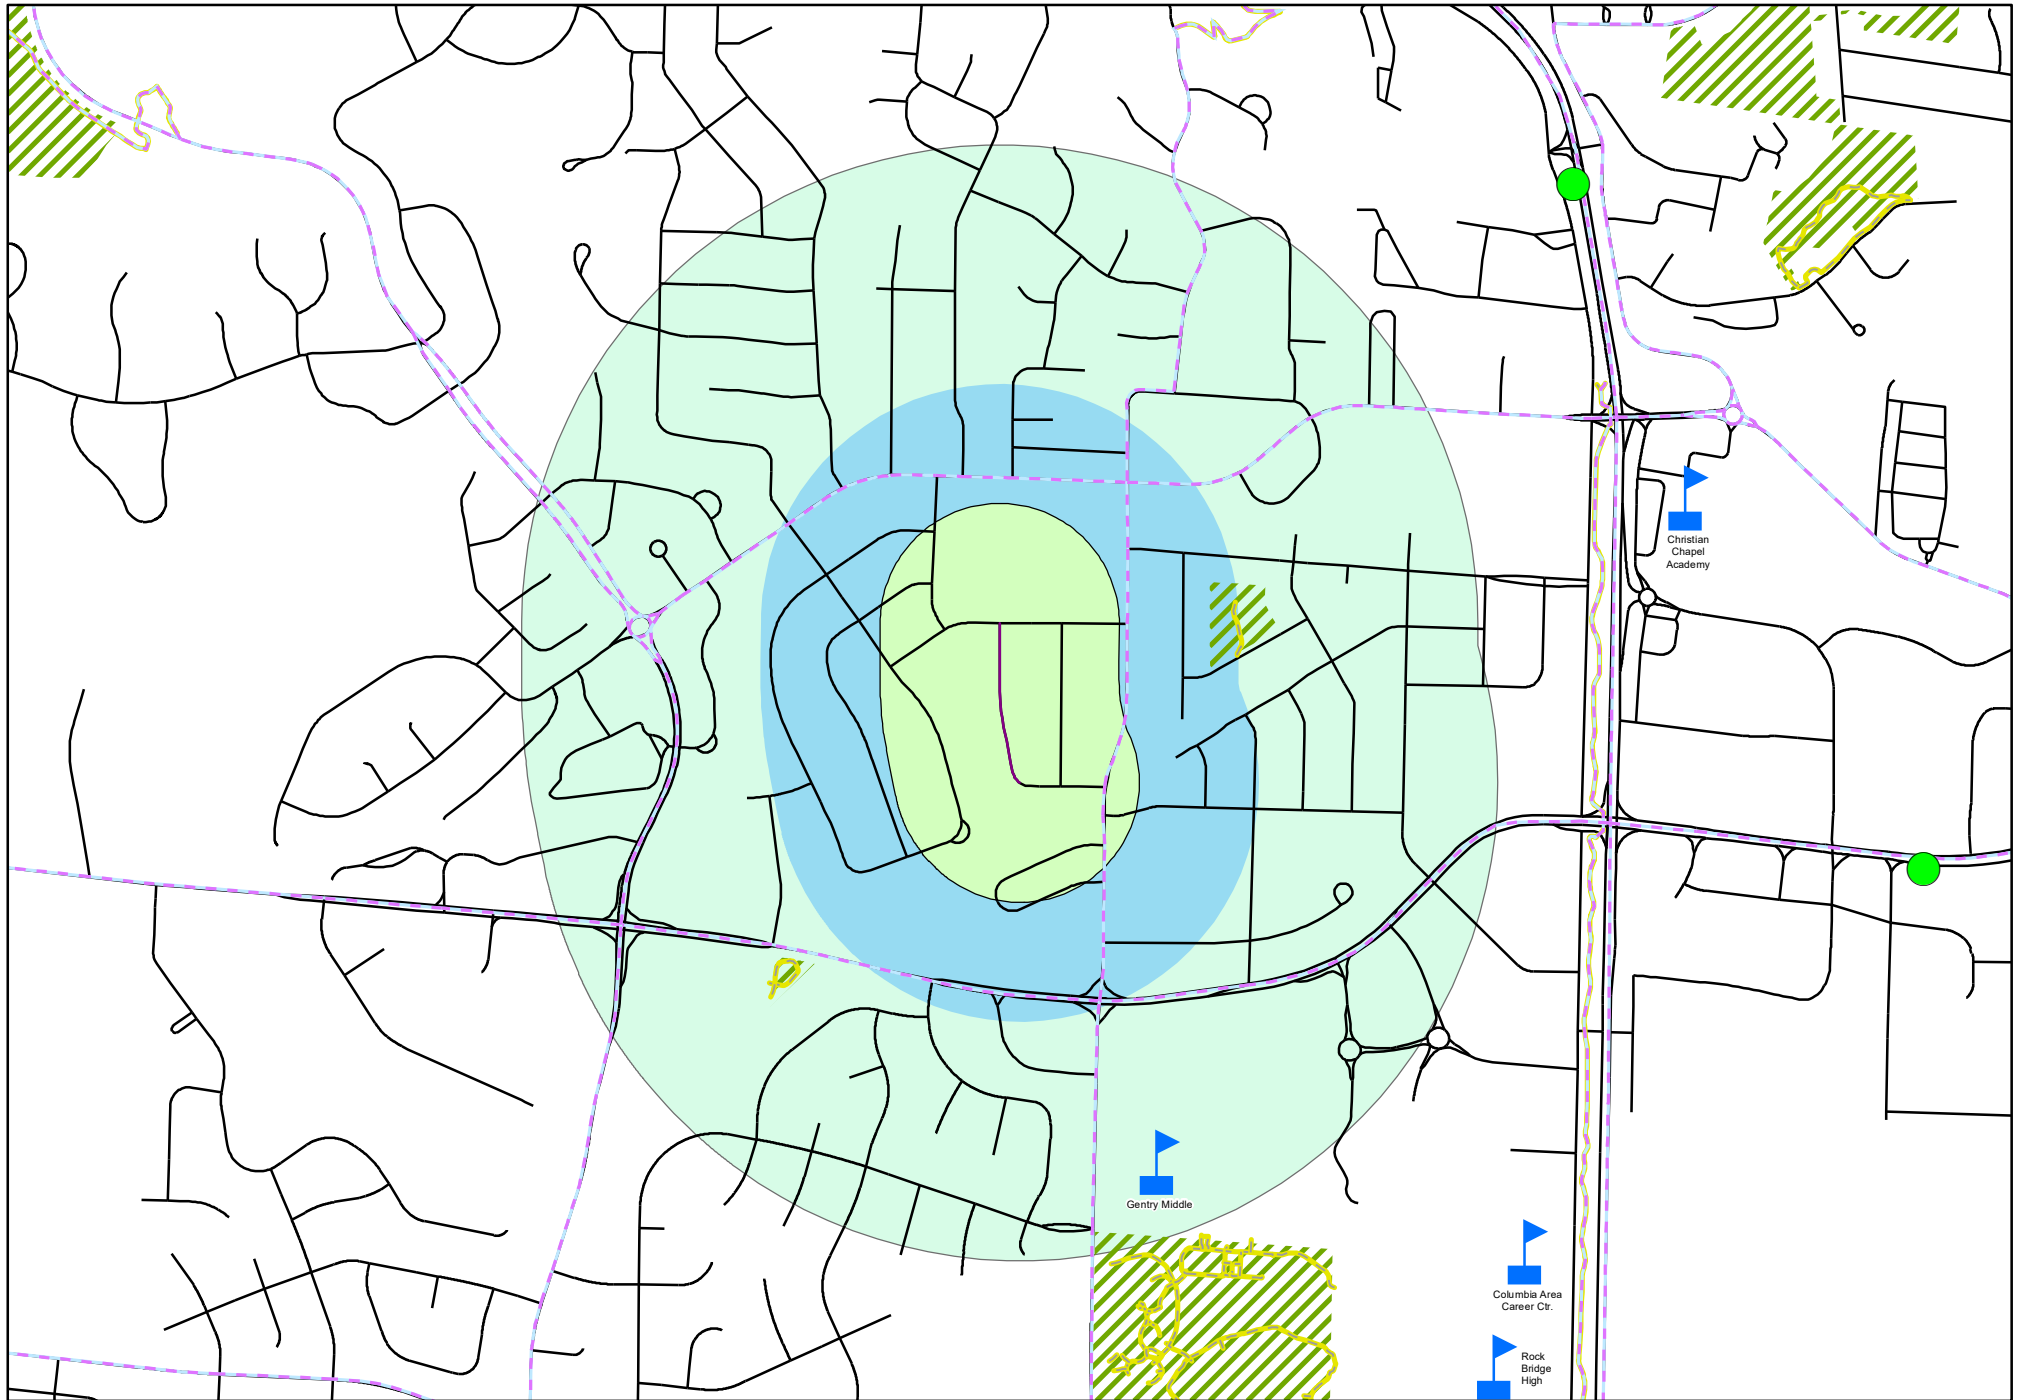 Christian
Chapel
Academy
Gentry Middle
Columbia Area
Career Ctr.
Rock
Bridge
High